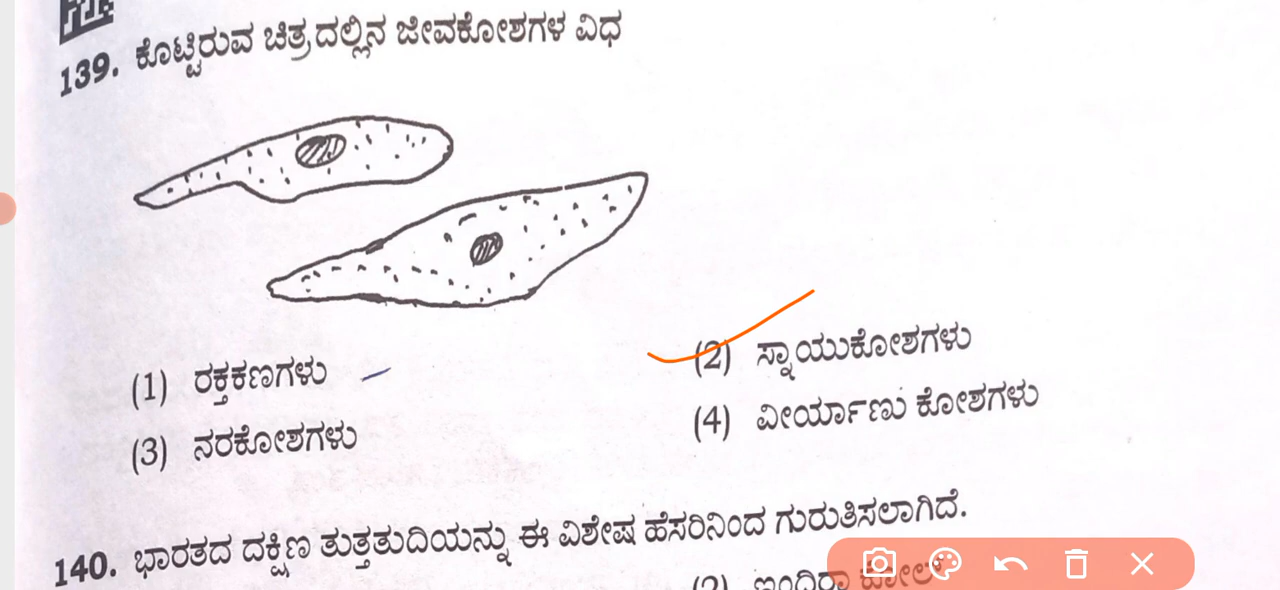 139. ಕೊಟ್ಟಿರುವ ಚಿತ್ರದಲ್ಲಿನ ಜೀವಕೋಶಗಳ ವಿಧ
(1) ರಕ್ತಕಣಗಳು
(2) ಸ್ನಾಯುಕೋಶಗಳು
(3) ನರಕೋಶಗಳು
(4) ವೀರ್ಯಾಣು ಕೋಶಗಳು
140. ಭಾರತದ ದಕ್ಷಿಣ ತುತ್ತತುದಿಯನ್ನು ಈ ವಿಶೇಷ ಹೆಸರಿನಿಂದ ಗುರುತಿಸಲಾಗಿದೆ.
(2)